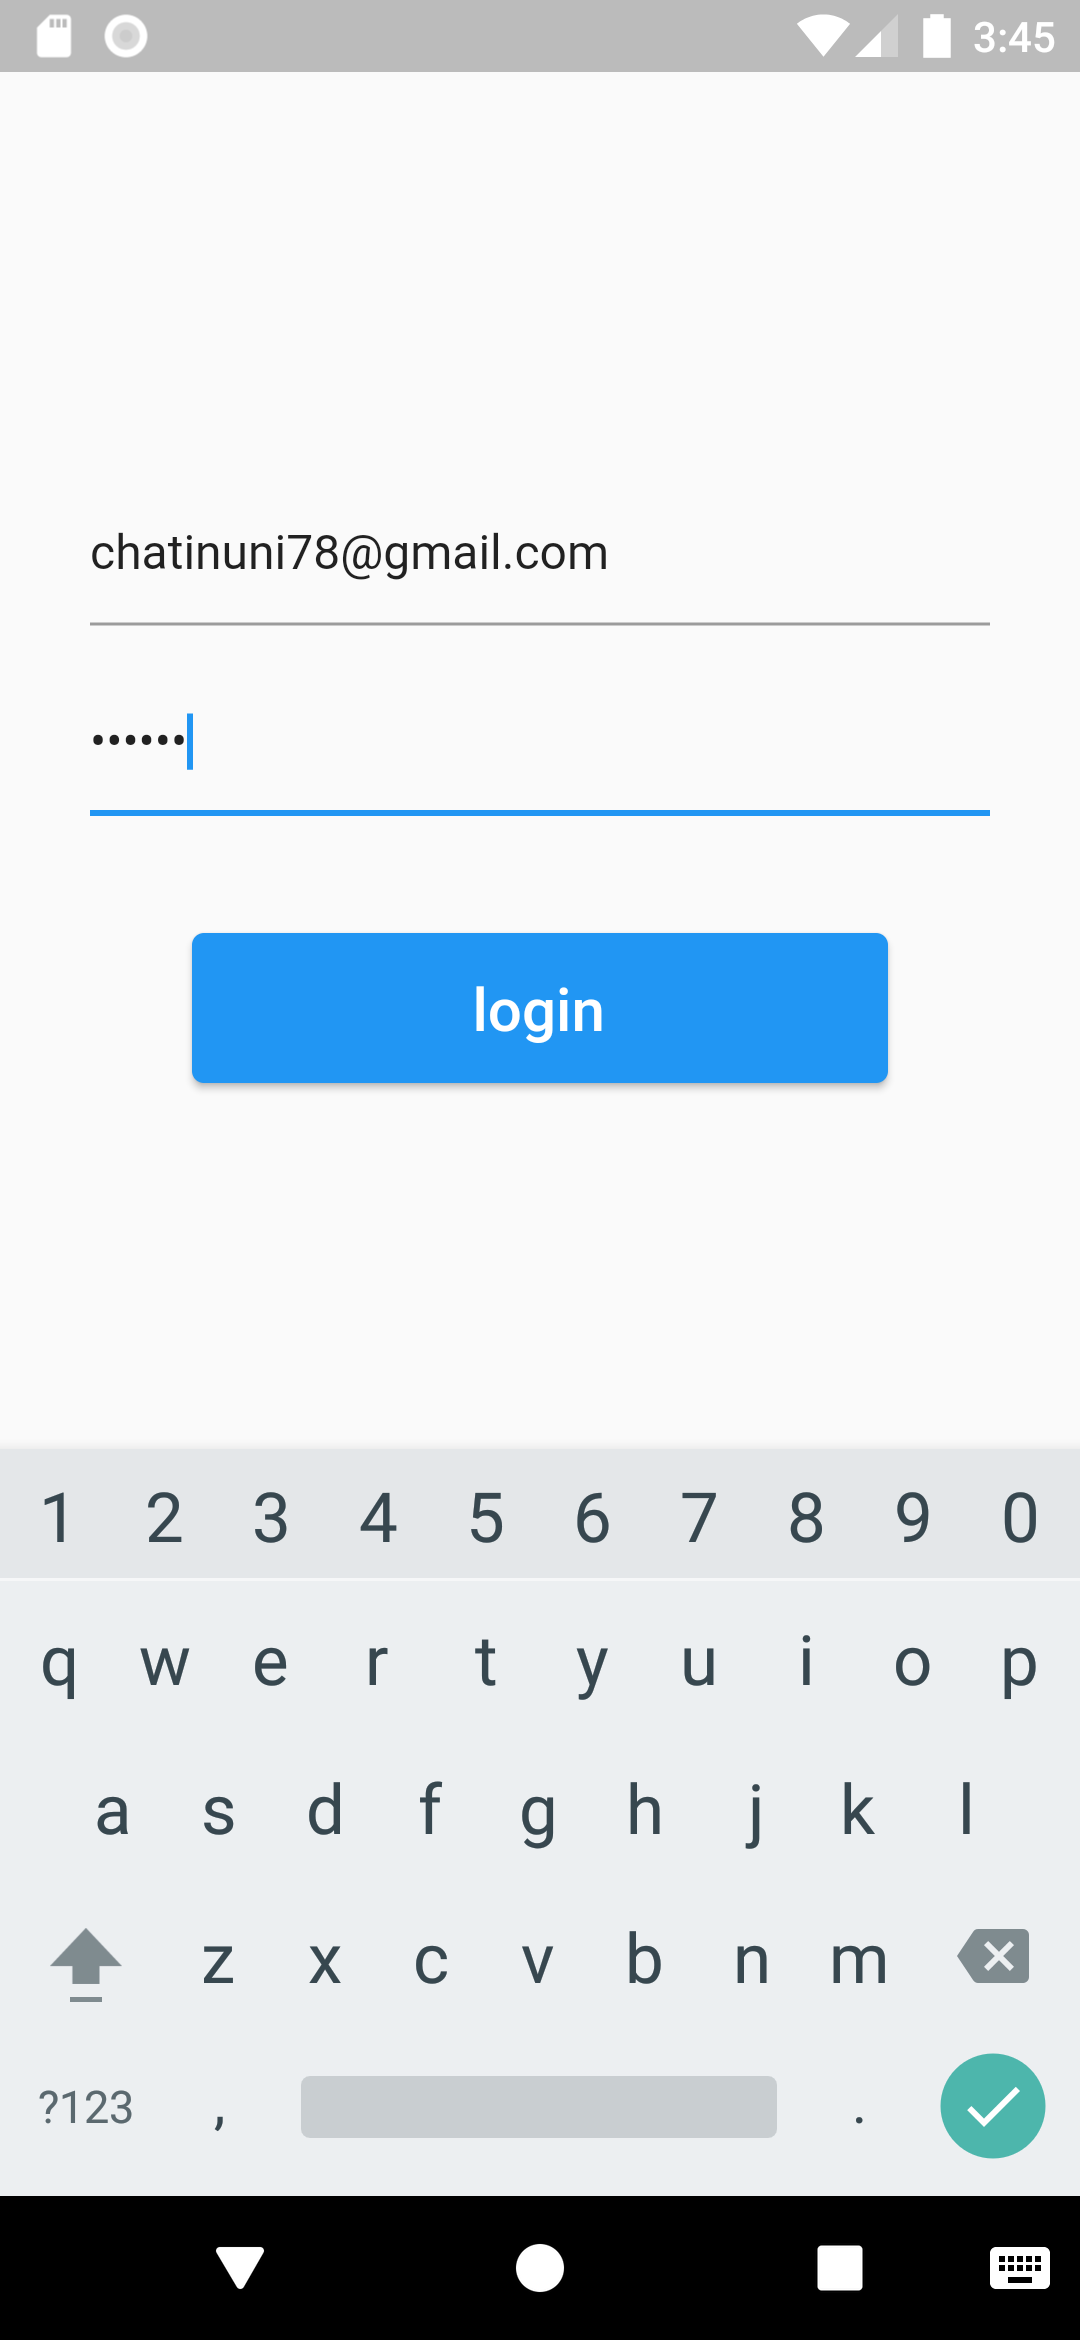 3:45
chatinuni78@gmail.com
••••••
login
1 2 3 4 5 6 7 8 9 0
q w e r t y u i o p
a s d f g h j k l
z x c v b n m
?123 , .